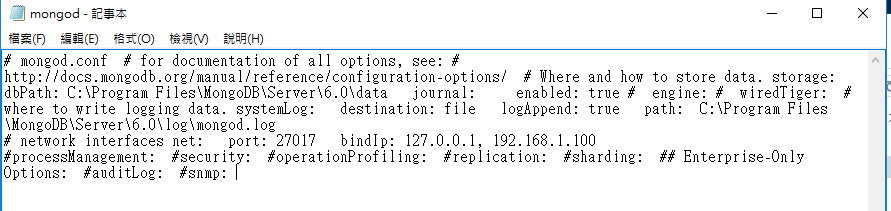 mongod - 記事本
檔案(F) 編輯(E) 格式(O) 檢視(V) 說明(H)
# mongod.conf  # for documentation of all options, see: #
http://docs.mongodb.org/manual/reference/configuration-options/  # Where and how to store data. storage:
dbPath: C:\Program Files\MongoDB\Server\6.0\data   journal:     enabled: true #  engine: #  wiredTiger:  #
where to write logging data. systemLog:   destination: file   logAppend: true   path:  C:\Program Files
\MongoDB\Server\6.0\log\mongod.log
# network interfaces net:   port: 27017   bindIp: 127.0.0.1, 192.168.1.100
#processManagement:  #security:  #operationProfiling:  #replication:  #sharding:  ## Enterprise-Only
Options:  #auditLog:  #snmp: